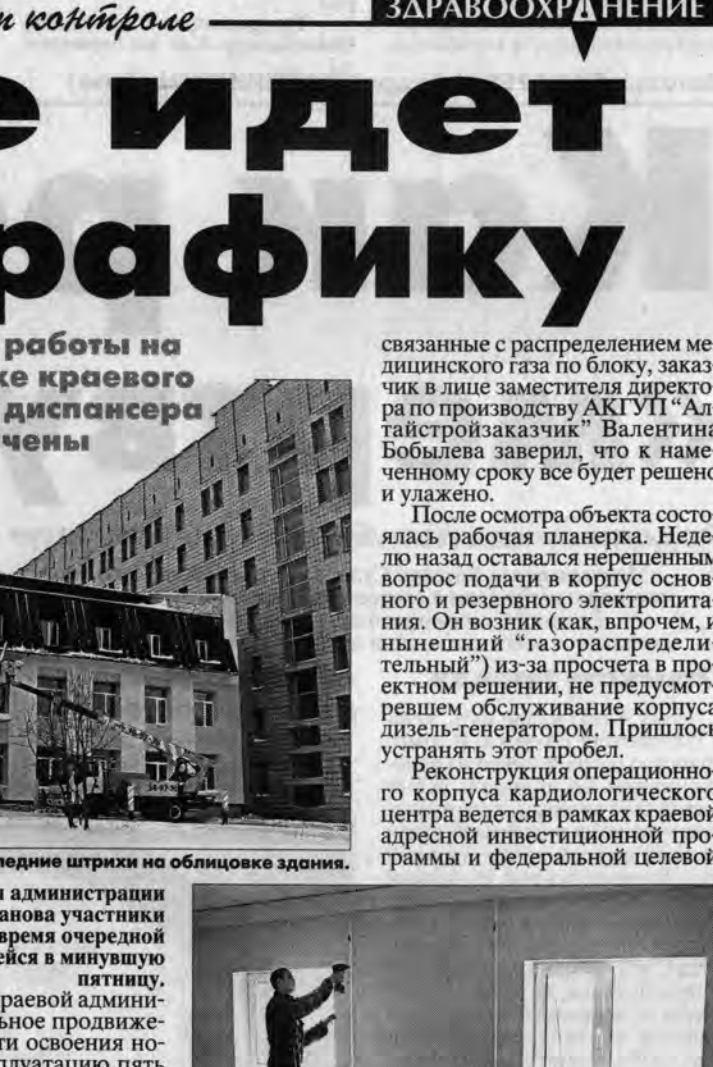 контроле
ЗДРАВООХРАНЕНИЕ
идет
рафику
работы на
ке краевого
диспансера
чены
связанные с распределением ме-
дицинского газа по блоку, заказ-
чик в лице заместителя директо-
ра по производству АКГУП “Ал-
тайстройзаказчик” Валентина
Бобылева заверил, что к наме-
ченному сроку все будет решено
и улажено.
После осмотра объекта состо-
ялась рабочая планерка. Неде-
лю назад оставался нерешенным
вопрос подачи в корпус основ-
ного и резервного электропита-
ния. Он возник (как, впрочем, и
нынешний “газораспредели-
тельный”) из-за просчета в про-
ектном решении, не предусмот-
ревшем обслуживание корпуса
дизель-генератором. Пришлось
устранять этот пробел.
Реконструкция операционно-
го корпуса кардиологического
центра ведется в рамках краевой
адресной инвестиционной про-
граммы и федеральной целевой
ледние штрихи на облицовке здания.
и администрации
анова участники
время очередной
ейся в минувшую
пятницу.
раевой админи-
ьное продвиже-
ти освоения но-
плуатацию пять